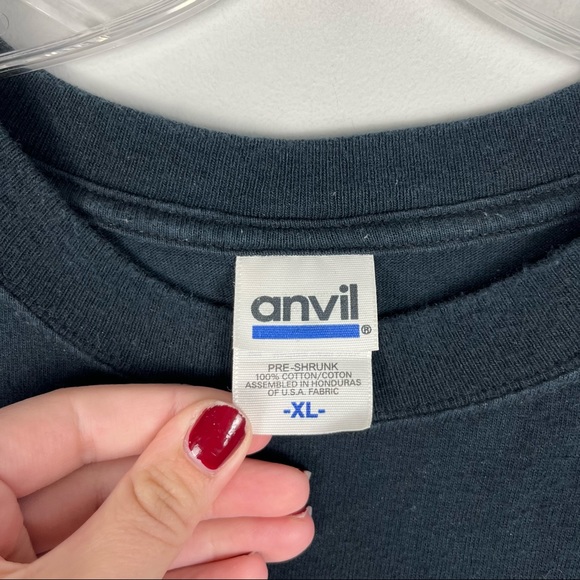 anvil
®
PRE-SHRUNK
100% COTTON/COTON
ASSEMBLED IN HONDURAS
OF U.S.A. FABRIC
-XL-